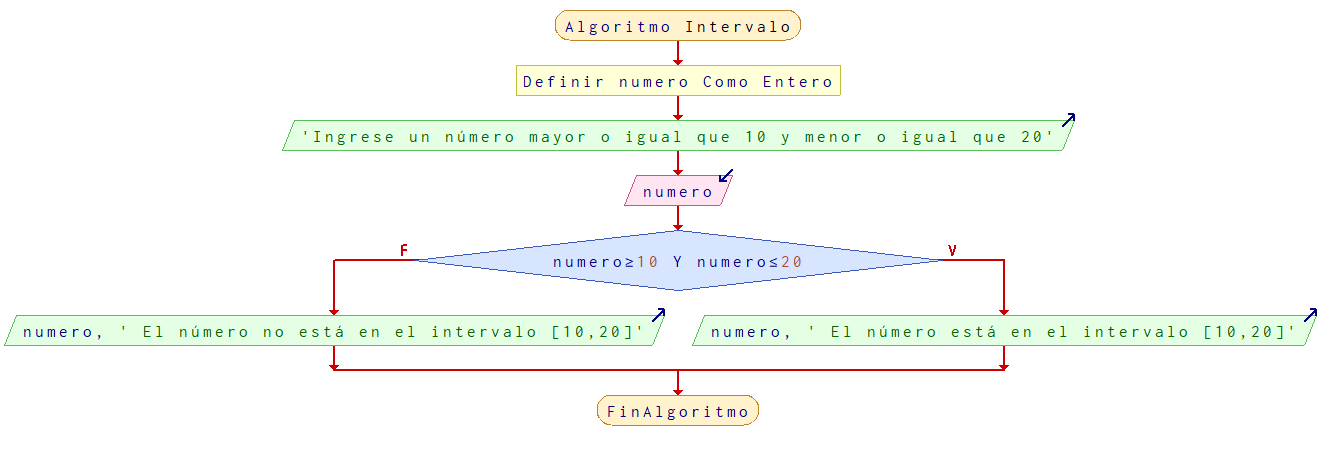 Algoritmo Intervalo
Definir numero Como Entero
'Ingrese un número mayor o igual que 10 y menor o igual que 20'
numero
F
V
numero≥10 Y numero≤20
numero, ' El número no está en el intervalo [10,20]'
numero, ' El número está en el intervalo [10,20]'
FinAlgoritmo